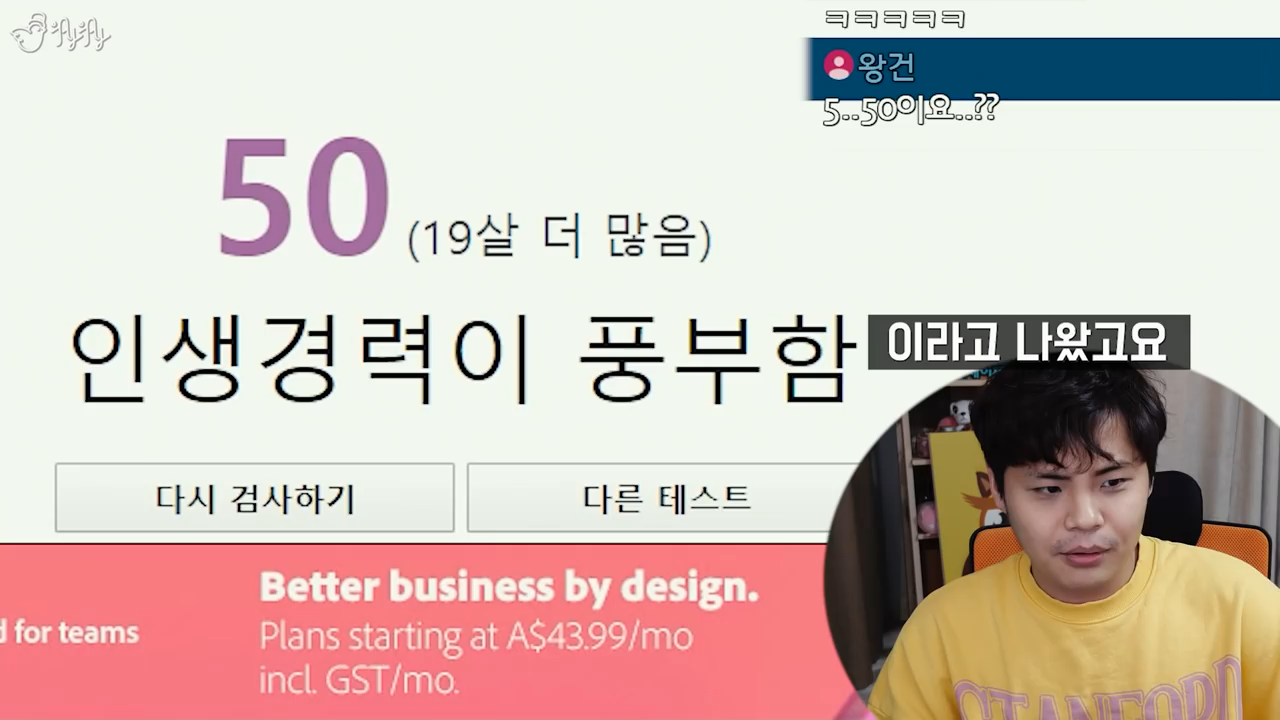 ㅋㅋㅋㅋㅋ
왕건
5..50이요..??
50 (19살 더 많음)
인생경력이 풍부함
이라고 나왔고요
다시 검사하기
다른 테스트
Better business by design.
d for teams
Plans starting at A$43.99/mo
incl. GST/mo.
STANFORD